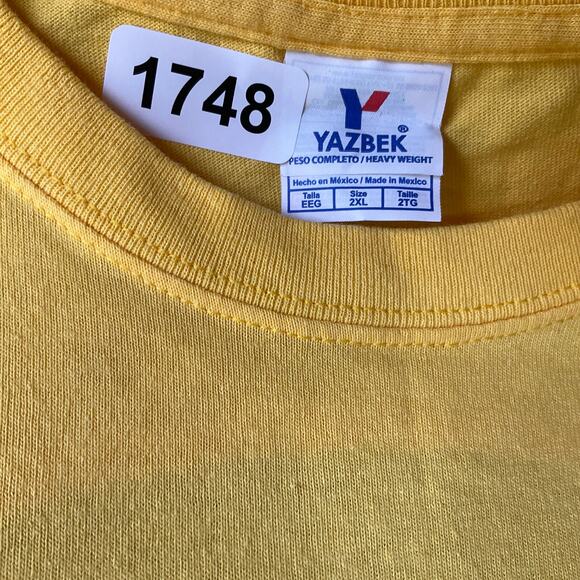 1748
YAZBEK®
PESO COMPLETO / HEAVY WEIGHT
Hecho en México / Made in Mexico
Talla Size Taille
EEG 2XL 2TG